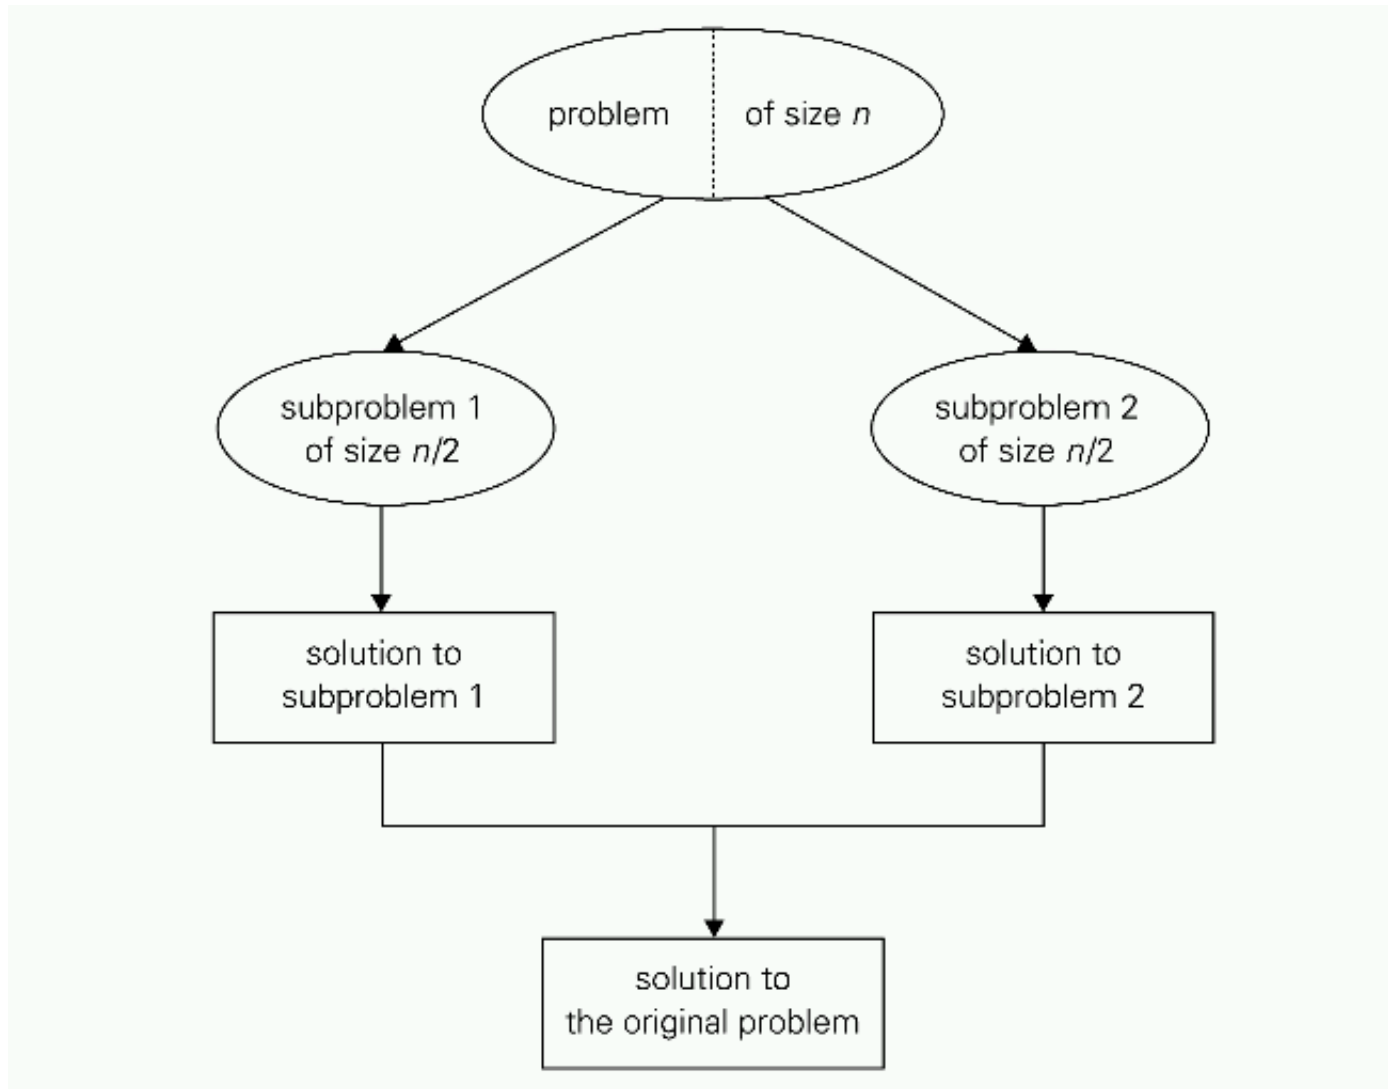 problem of size n
subproblem 1
of size n/2
subproblem 2
of size n/2
solution to
subproblem 1
solution to
subproblem 2
solution to
the original problem